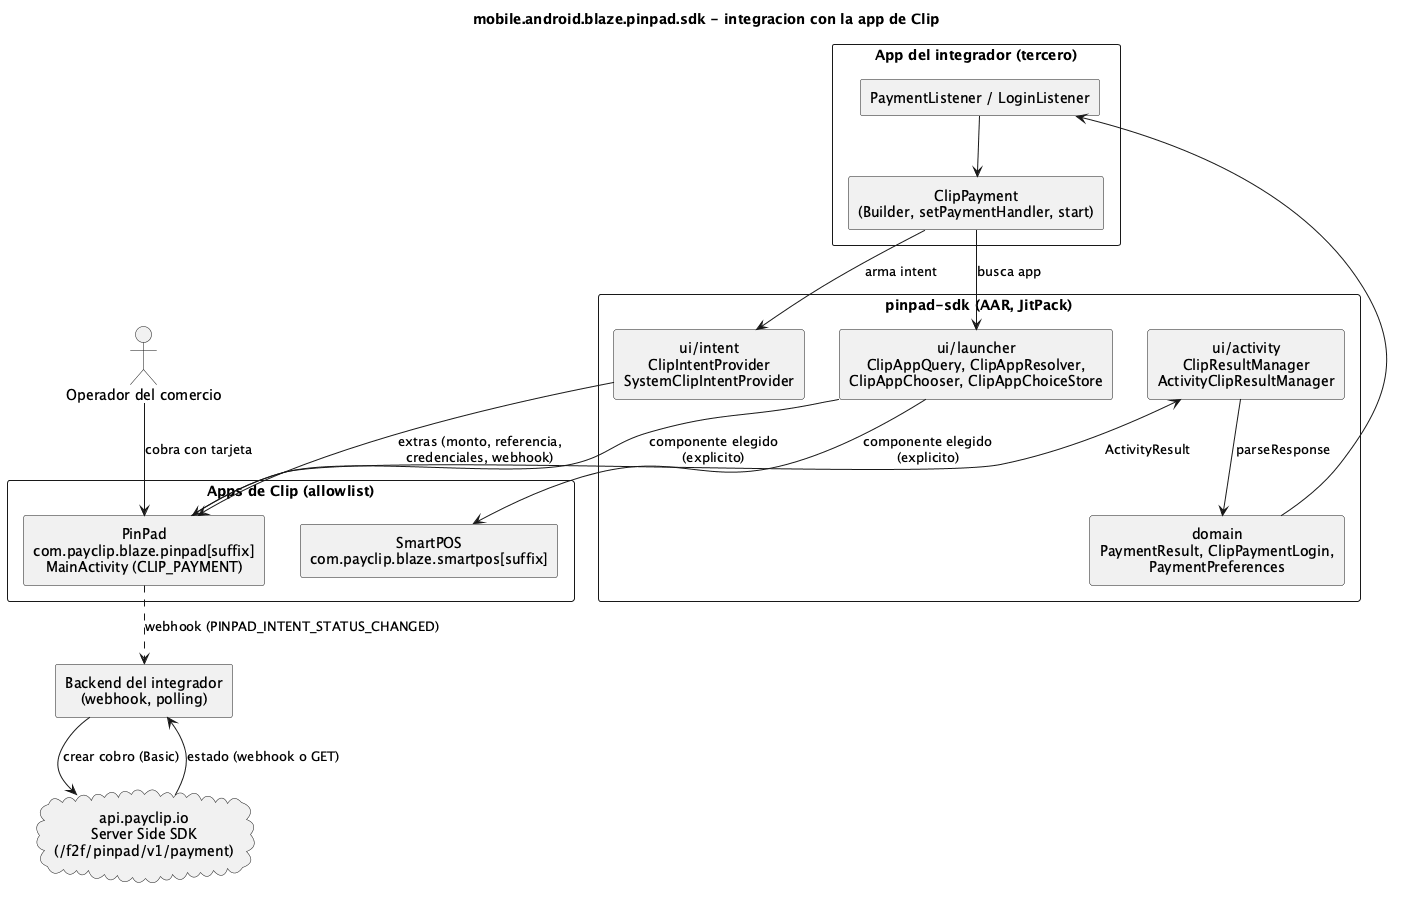 mobile.android.blaze.pinpad.sdk - integracion con la app de Clip
App del integrador (tercero)
PaymentListener / LoginListener
ClipPayment
(Builder, setPaymentHandler, start)
arma intent
busca app
pinpad-sdk (AAR, JitPack)
ui/intent
ClipIntentProvider
SystemClipIntentProvider
ui/launcher
ClipAppQuery, ClipAppResolver,
ClipAppChooser, ClipAppChoiceStore
ui/activity
ClipResultManager
ActivityClipResultManager
Operador del comercio
cobra con tarjeta
extras (monto, referencia,
credenciales, webhook)
componente elegido
(explicito)
componente elegido
(explicito)
ActivityResult
parseResponse
Apps de Clip (allowlist)
PinPad
com.payclip.blaze.pinpad[suffix]
MainActivity (CLIP_PAYMENT)
SmartPOS
com.payclip.blaze.smartpos[suffix]
domain
PaymentResult, ClipPaymentLogin,
PaymentPreferences
webhook (PINPAD_INTENT_STATUS_CHANGED)
Backend del integrador
(webhook, polling)
crear cobro (Basic)
estado (webhook o GET)
api.payclip.io
Server Side SDK
(/f2f/pinpad/v1/payment)